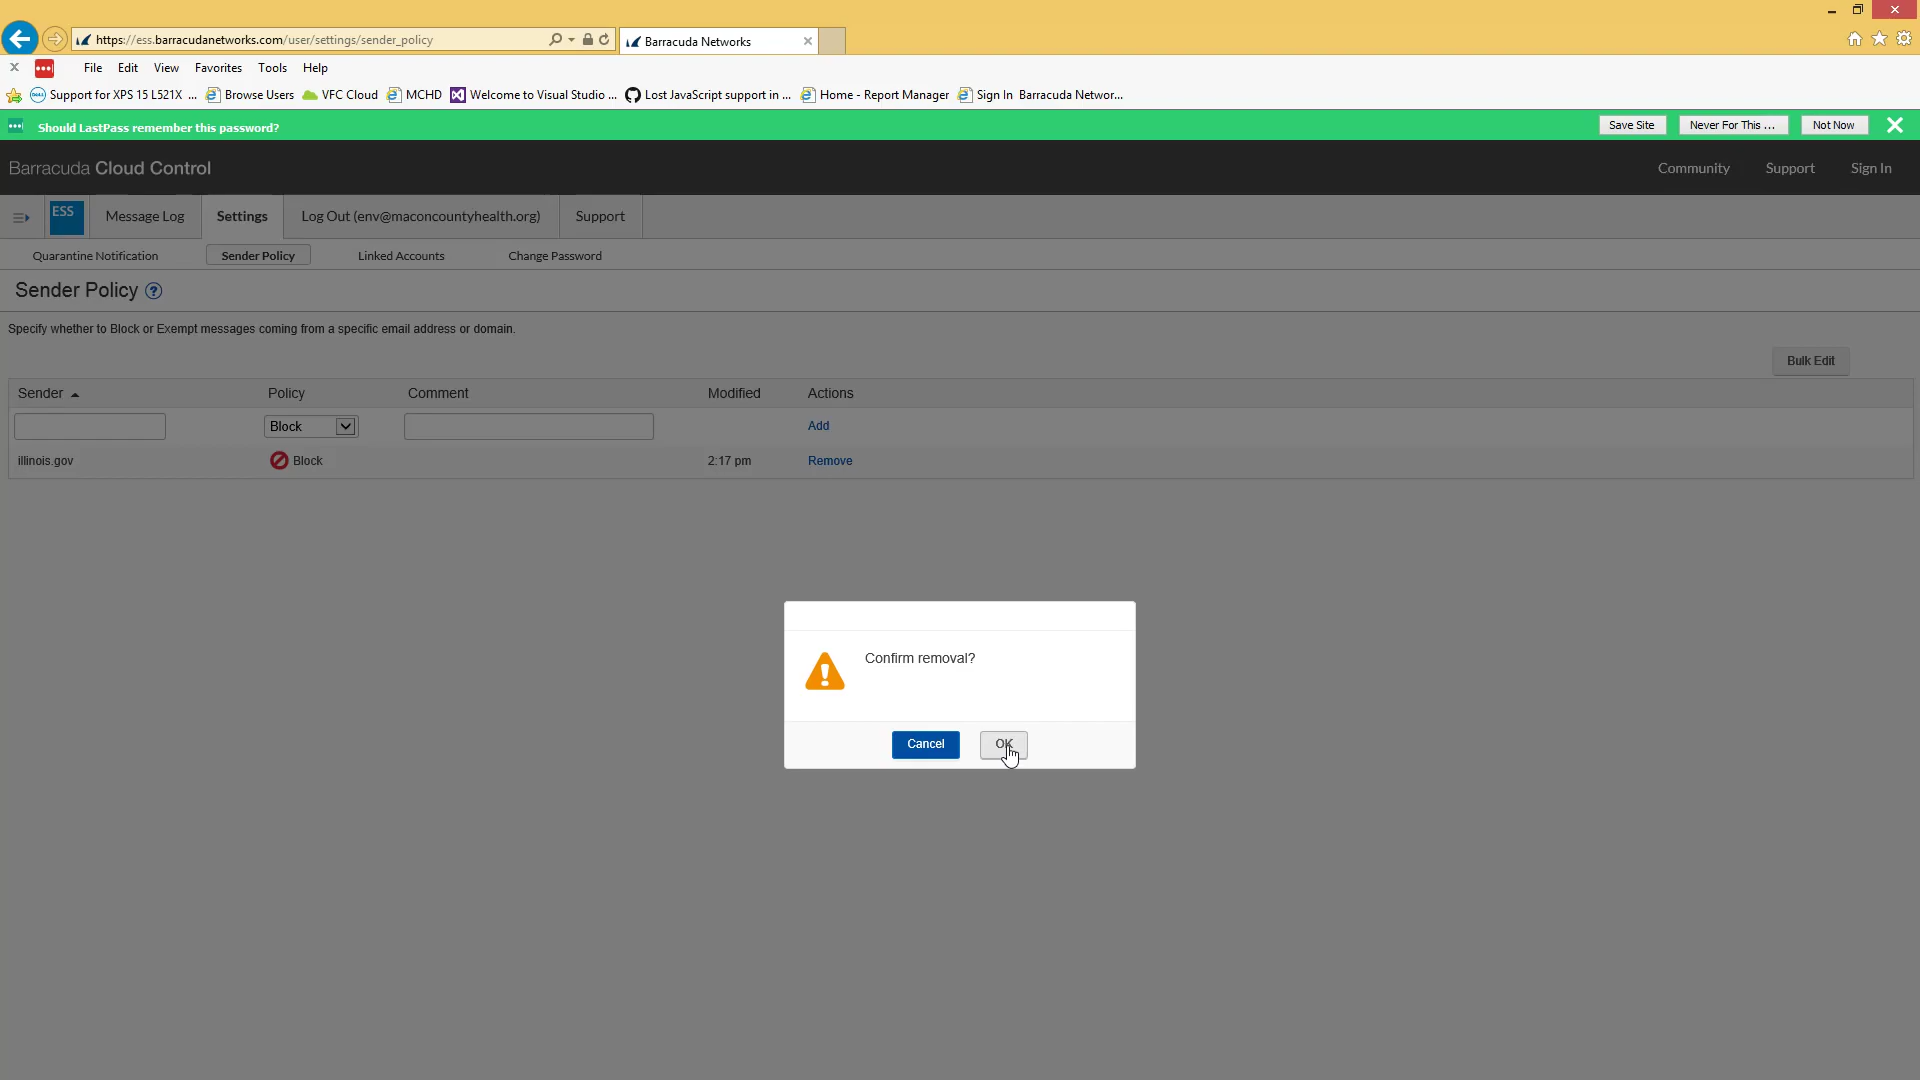 https://ess.barracudanetworks.com/user/settings/sender_policy
Barracuda Networks
File Edit View Favorites Tools Help
Support for XPS 15 L521X ... Browse Users VFC Cloud MCHD Welcome to Visual Studio ... Lost JavaScript support in ... Home - Report Manager Sign In Barracuda Networ...
Should LastPass remember this password? Save Site Never For This ... Not Now
Barracuda Cloud Control Community Support Sign In
ESS Message Log Settings Log Out (env@maconcountyhealth.org) Support
Quarantine Notification Sender Policy Linked Accounts Change Password
Sender Policy ?
Specify whether to Block or Exempt messages coming from a specific email address or domain.
Bulk Edit
Sender Policy Comment Modified Actions
Block Add
illinois.gov Block 2:17 pm Remove
Confirm removal?
Cancel OK